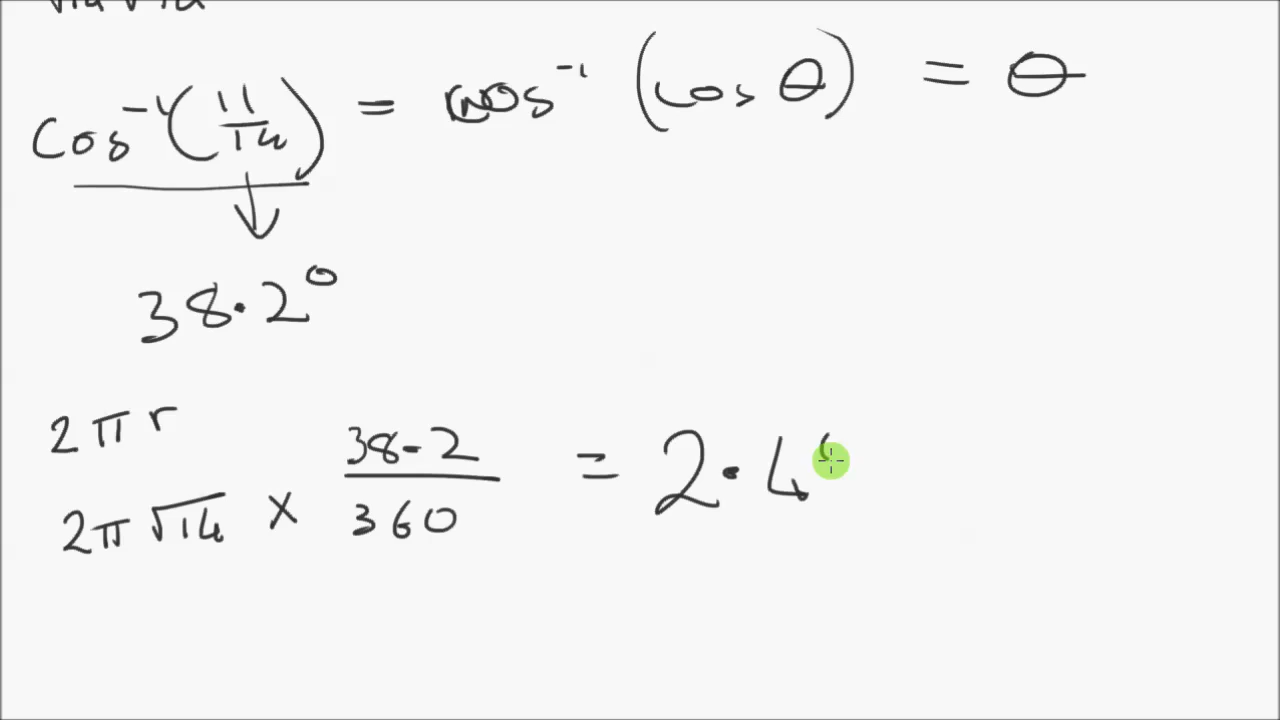 cos⁻¹(11/14) = cos⁻¹ (cos θ) = θ
38.2°
2πr
2π√14 × 38.2/360 = 2.4